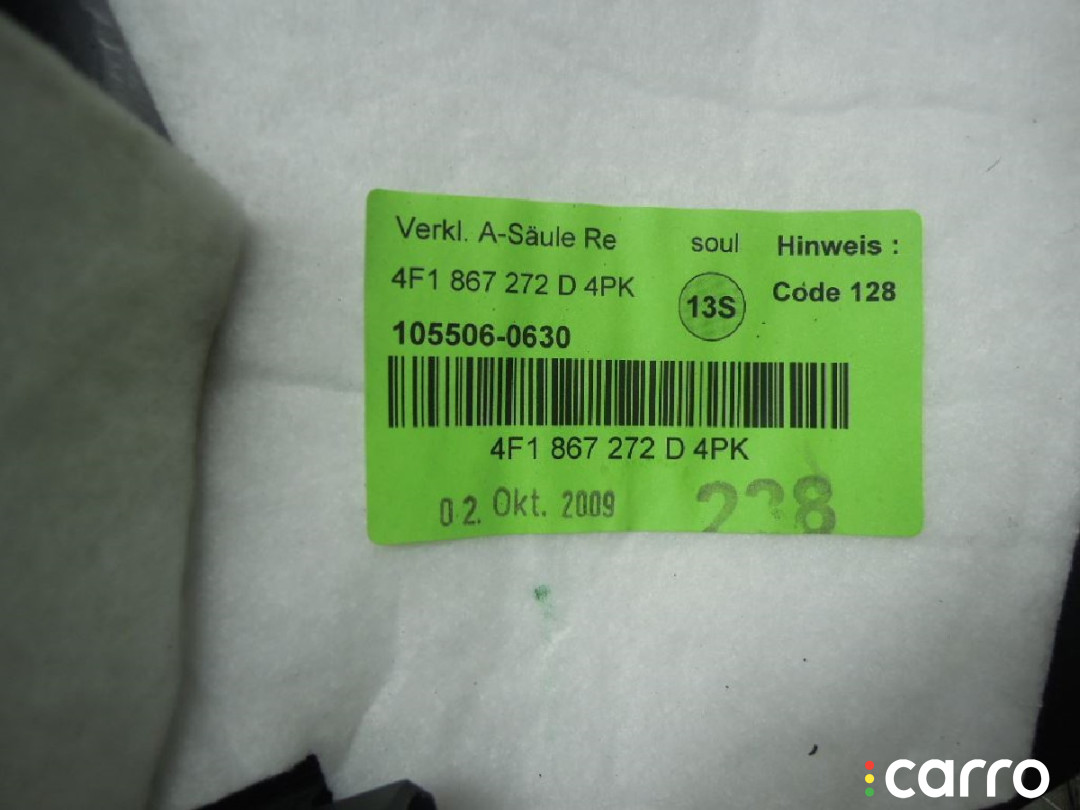 Verkl. A-Säule Re
soul
Hinweis :
4F1 867 272 D 4PK
13S
Code 128
105506-0630
4F1 867 272 D 4PK
02. Okt. 2009
carro